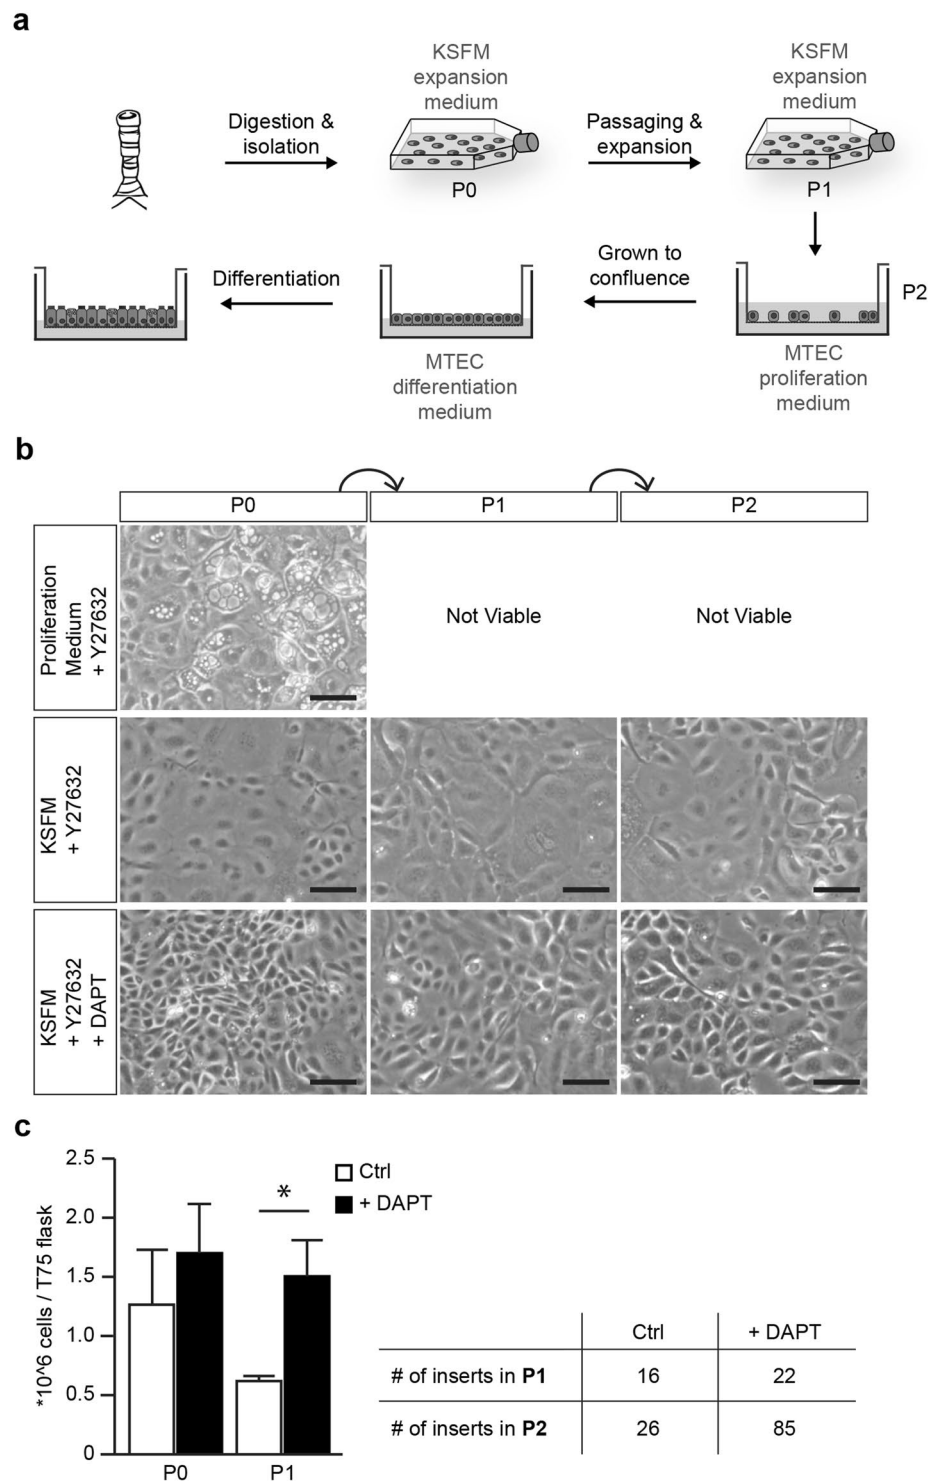 a
KSFM
expansion
medium
KSFM
expansion
medium
Digestion &
isolation
Passaging &
expansion
P0
P1
Differentiation
Grown to
confluence
P2
MTEC
differentiation
medium
MTEC
proliferation
medium
b
P0
P1
P2
Proliferation
Medium
+ Y27632
Not Viable
Not Viable
KSFM
+ Y27632
KSFM
+ Y27632
+ DAPT
c
*10^6 cells / T75 flask
2.5
2.0
1.5
1.0
0.5
0
*
Ctrl
+ DAPT
P0
P1
Ctrl
+ DAPT
# of inserts in P1
16
22
# of inserts in P2
26
85